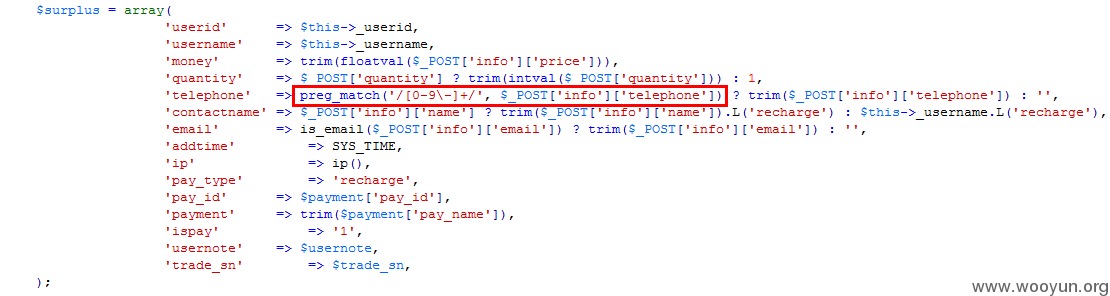 $surplus = array(
'userid' => $this->_userid,
'username' => $this->_username,
'money' => trim(floatval($_POST['info']['price'])),
'quantity' => $_POST['quantity'] ? trim(intval($_POST['quantity'])) : 1,
'telephone' => preg_match('/[0-9\-]+/', $_POST['info']['telephone']) ? trim($_POST['info']['telephone']) : '',
'contactname' => $_POST['info']['name'] ? trim($_POST['info']['name']).L('recharge') : $this->_username.L('recharge'),
'email' => is_email($_POST['info']['email']) ? trim($_POST['info']['email']) : '',
'addtime' => SYS_TIME,
'ip' => ip(),
'pay_type' => 'recharge',
'pay_id' => $payment['pay_id'],
'payment' => trim($payment['pay_name']),
'ispay' => '1',
'usernote' => $usernote,
'trade_sn' => $trade_sn,
);
www.wooyun.org